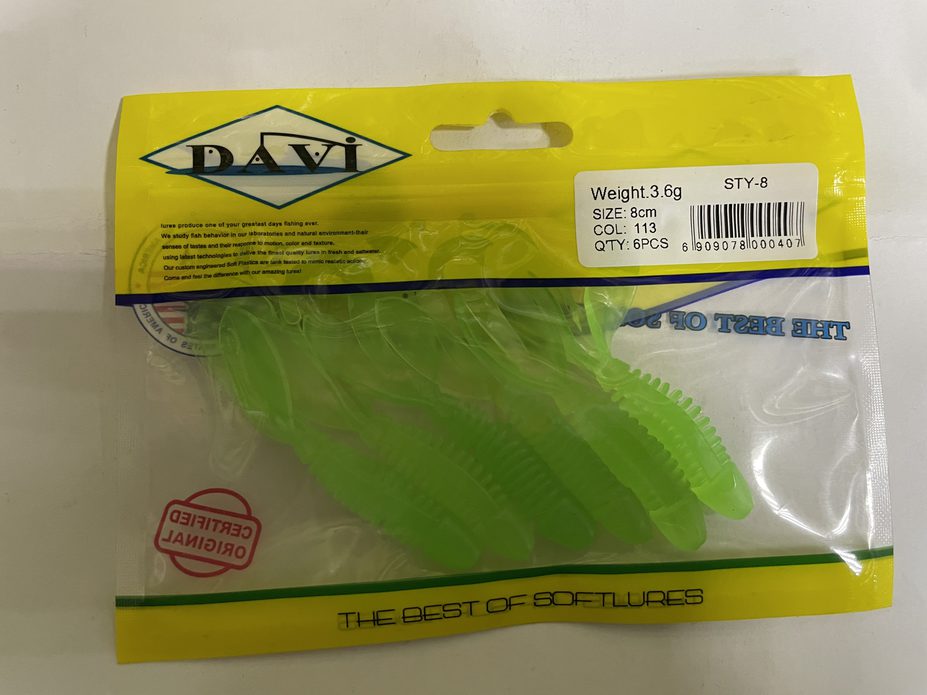 DAVi
lures produce one of your greatest days fishing ever.
We study fish behavior in our laboratories and natural environment-their
senses of tastes and their response to motion, color and texture,
using latest technologies to deliver the finest quality lures in fresh and saltwater.
Our custom engineered Soft Plastics are tank tested to mimic realistic actions.
Come and feel the difference with our amazing lures!
Weight.3.6g STY-8
SIZE: 8cm
COL: 113
Q'TY: 6PCS
6 909078 000407
THE BEST OF SO
TES OF AMERIC
CERTIFIED
ORIGINAL
THE BEST OF SOFTLURES